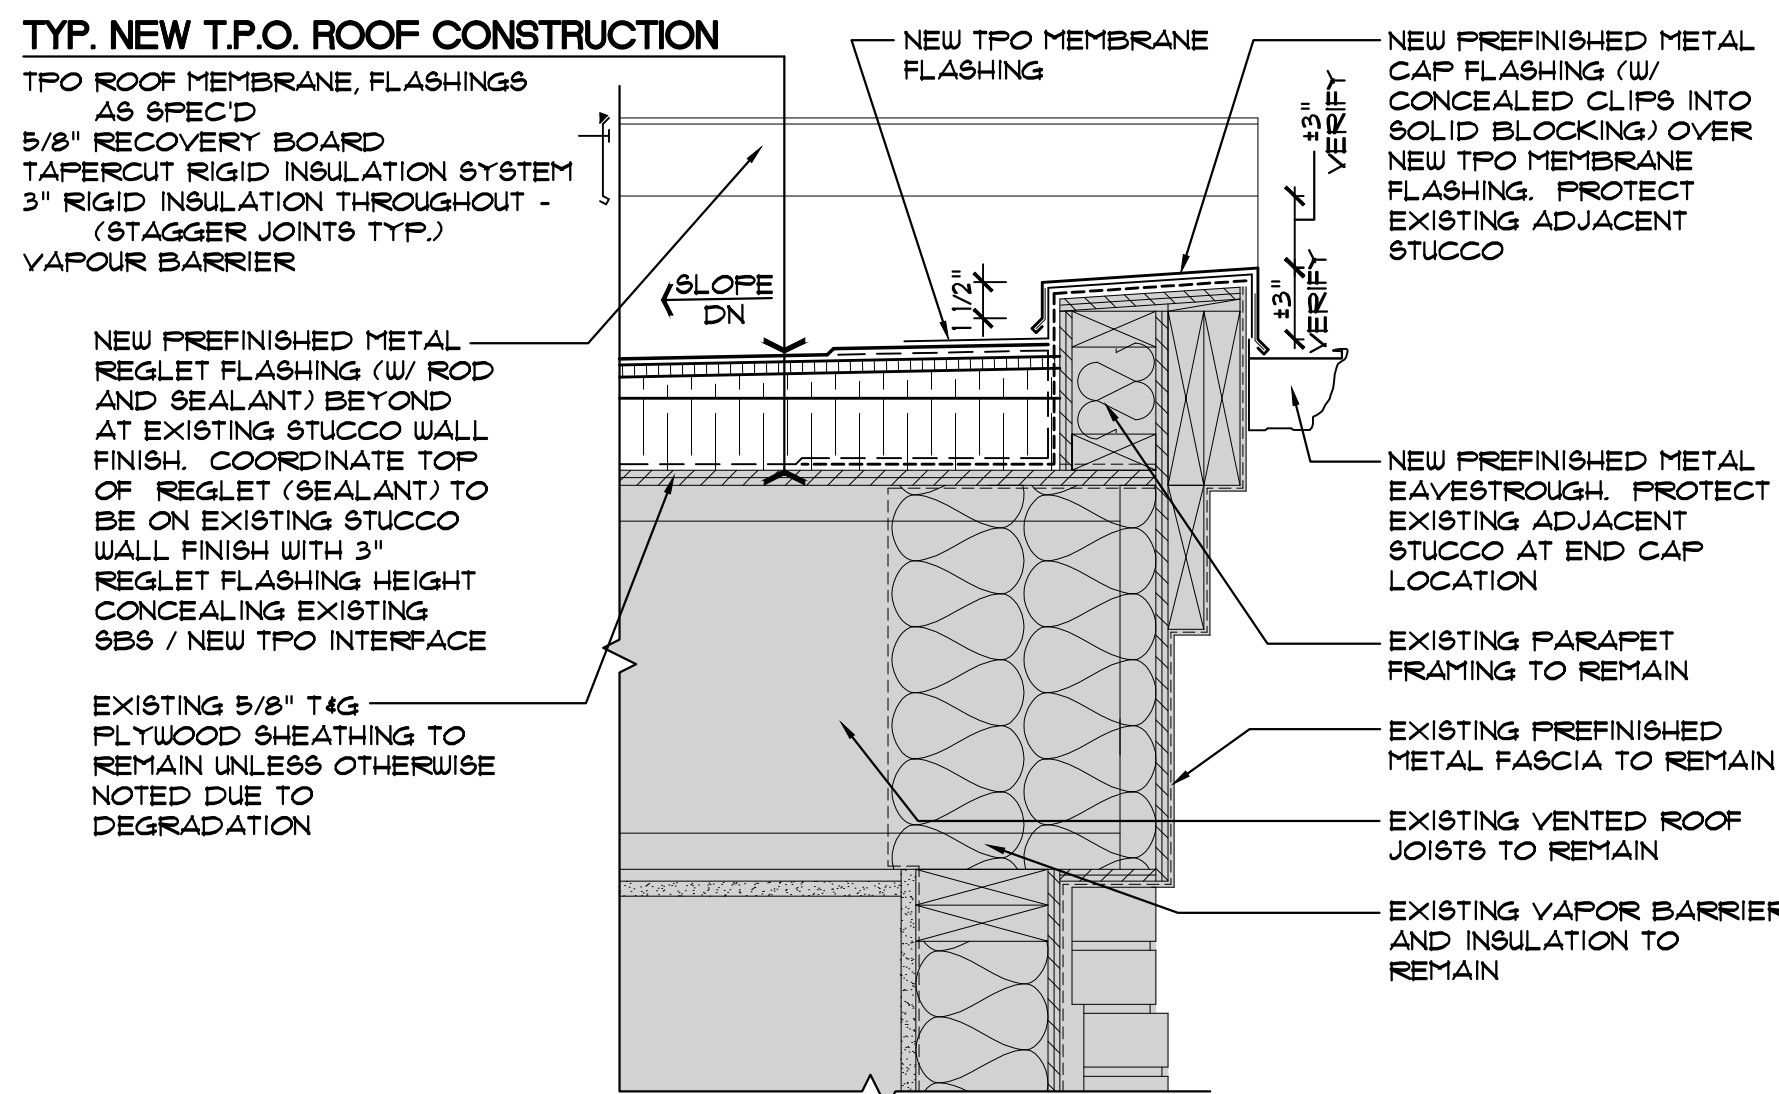 TYP. NEW T.P.O. ROOF CONSTRUCTION
TPO ROOF MEMBRANE, FLASHINGS
AS SPEC'D
5/8" RECOVERY BOARD
TAPERCUT RIGID INSULATION SYSTEM
3" RIGID INSULATION THROUGHOUT -
(STAGGER JOINTS TYP.)
VAPOUR BARRIER
NEW PREFINISHED METAL
REGLET FLASHING (W/ ROD
AND SEALANT) BEYOND
AT EXISTING STUCCO WALL
FINISH. COORDINATE TOP
OF REGLET (SEALANT) TO
BE ON EXISTING STUCCO
WALL FINISH WITH 3"
REGLET FLASHING HEIGHT
CONCEALING EXISTING
SBS / NEW TPO INTERFACE
EXISTING 5/8" T&G
PLYWOOD SHEATHING TO
REMAIN UNLESS OTHERWISE
NOTED DUE TO
DEGRADATION
SLOPE
DN
NEW TPO MEMBRANE
FLASHING
1 1/2"
±3"
VERIFY
±3"
VERIFY
NEW PREFINISHED METAL
CAP FLASHING (W/
CONCEALED CLIPS INTO
SOLID BLOCKING) OVER
NEW TPO MEMBRANE
FLASHING. PROTECT
EXISTING ADJACENT
STUCCO
NEW PREFINISHED METAL
EAVESTROUGH. PROTECT
EXISTING ADJACENT
STUCCO AT END CAP
LOCATION
EXISTING PARAPET
FRAMING TO REMAIN
EXISTING PREFINISHED
METAL FASCIA TO REMAIN
EXISTING VENTED ROOF
JOISTS TO REMAIN
EXISTING VAPOR BARRIER
AND INSULATION TO
REMAIN